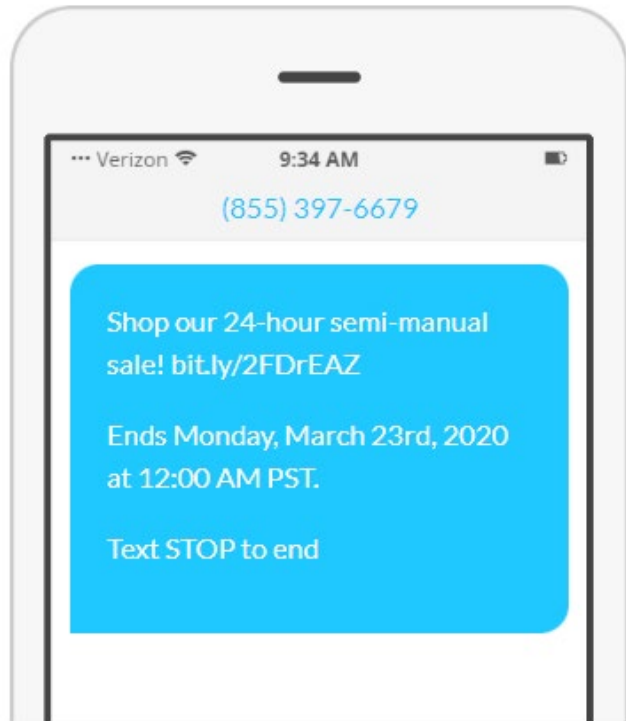 ••• Verizon 9:34 AM
(855) 397-6679
Shop our 24-hour semi-manual
sale! bit.ly/2FDrEAZ
Ends Monday, March 23rd, 2020
at 12:00 AM PST.
Text STOP to end